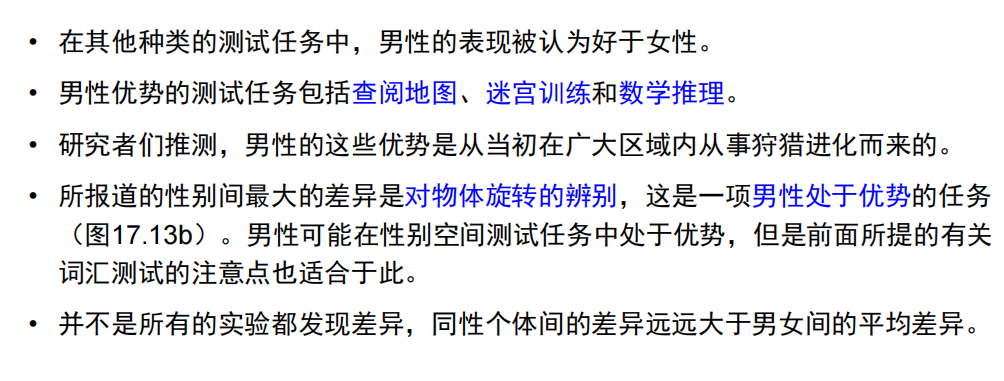 • 在其他种类的测试任务中，男性的表现被认为好于女性。
• 男性优势的测试任务包括查阅地图、迷宫训练和数学推理。
• 研究者们推测，男性的这些优势是从当初在广大区域内从事狩猎进化而来的。
• 所报道的性别间最大的差异是对物体旋转的辨别，这是一项男性处于优势的任务
（图17.13b）。男性可能在性别空间测试任务中处于优势，但是前面所提的有关
词汇测试的注意点也适合于此。
• 并不是所有的实验都发现差异，同性个体间的差异远远大于男女间的平均差异。